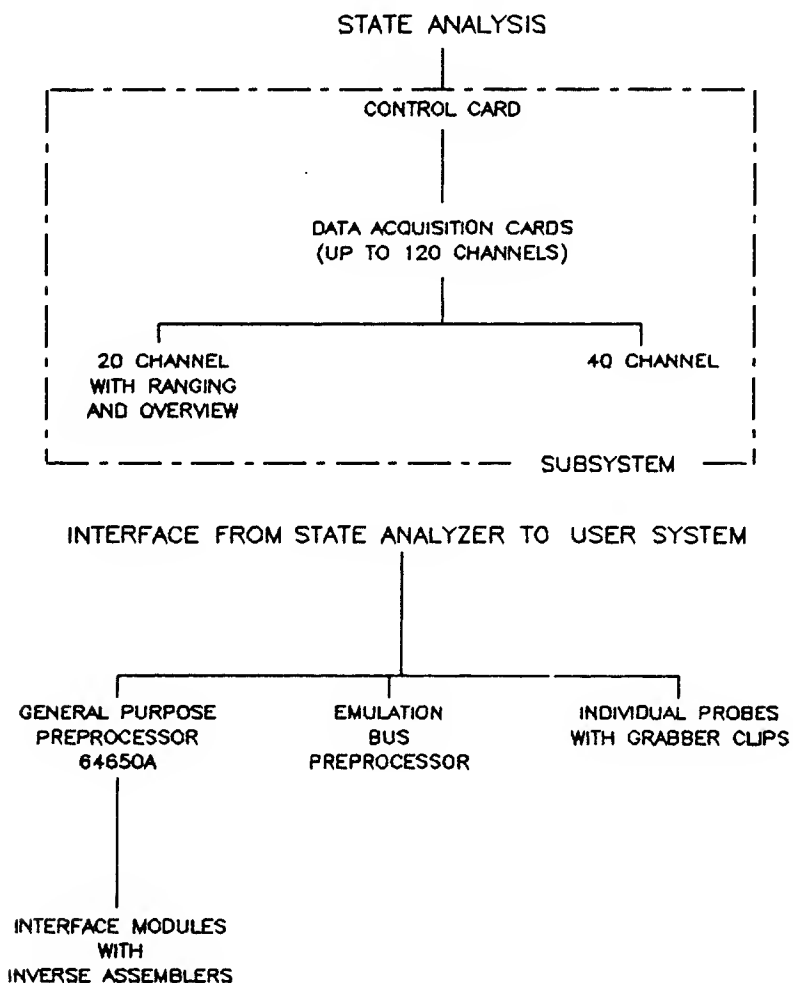 STATE ANALYSIS
CONTROL CARD
DATA ACQUISITION CARDS
(UP TO 120 CHANNELS)
20 CHANNEL
WITH RANGING
AND OVERVIEW
40 CHANNEL
SUBSYSTEM
INTERFACE FROM STATE ANALYZER TO USER SYSTEM
GENERAL PURPOSE
PREPROCESSOR
64650A
EMULATION
BUS
PREPROCESSOR
INDIVIDUAL PROBES
WITH GRABBER CLIPS
INTERFACE MODULES
WITH
INVERSE ASSEMBLERS